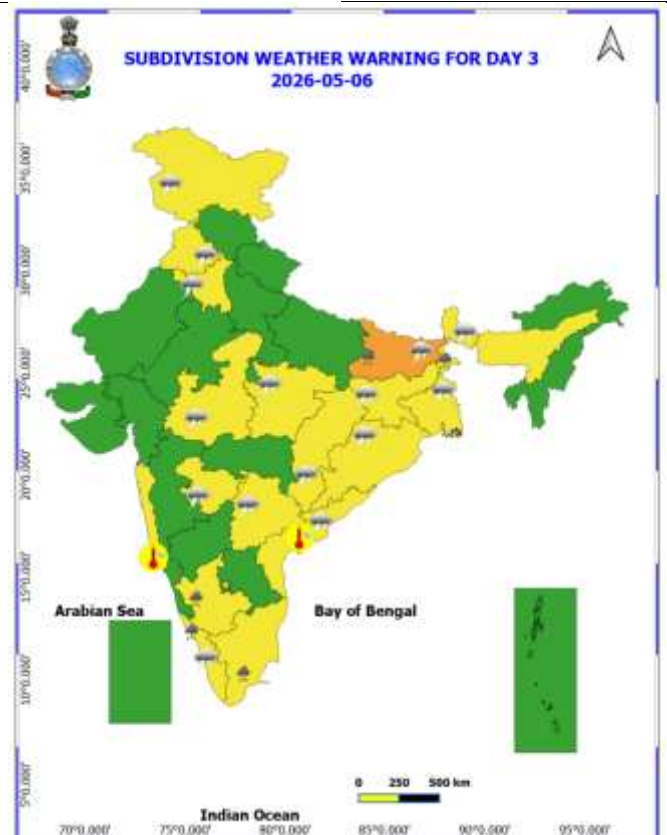 SUBDIVISION WEATHER WARNING FOR DAY 3
2026-05-06
40°0.000'
35°0.000'
30°0.000'
25°0.000'
20°0.000'
15°0.000'
Arabian Sea
Bay of Bengal
10°0.000'
0 250 500 km
5°0.000'
Indian Ocean
70°0.000' 75°0.000' 80°0.000' 85°0.000' 90°0.000' 95°0.000'